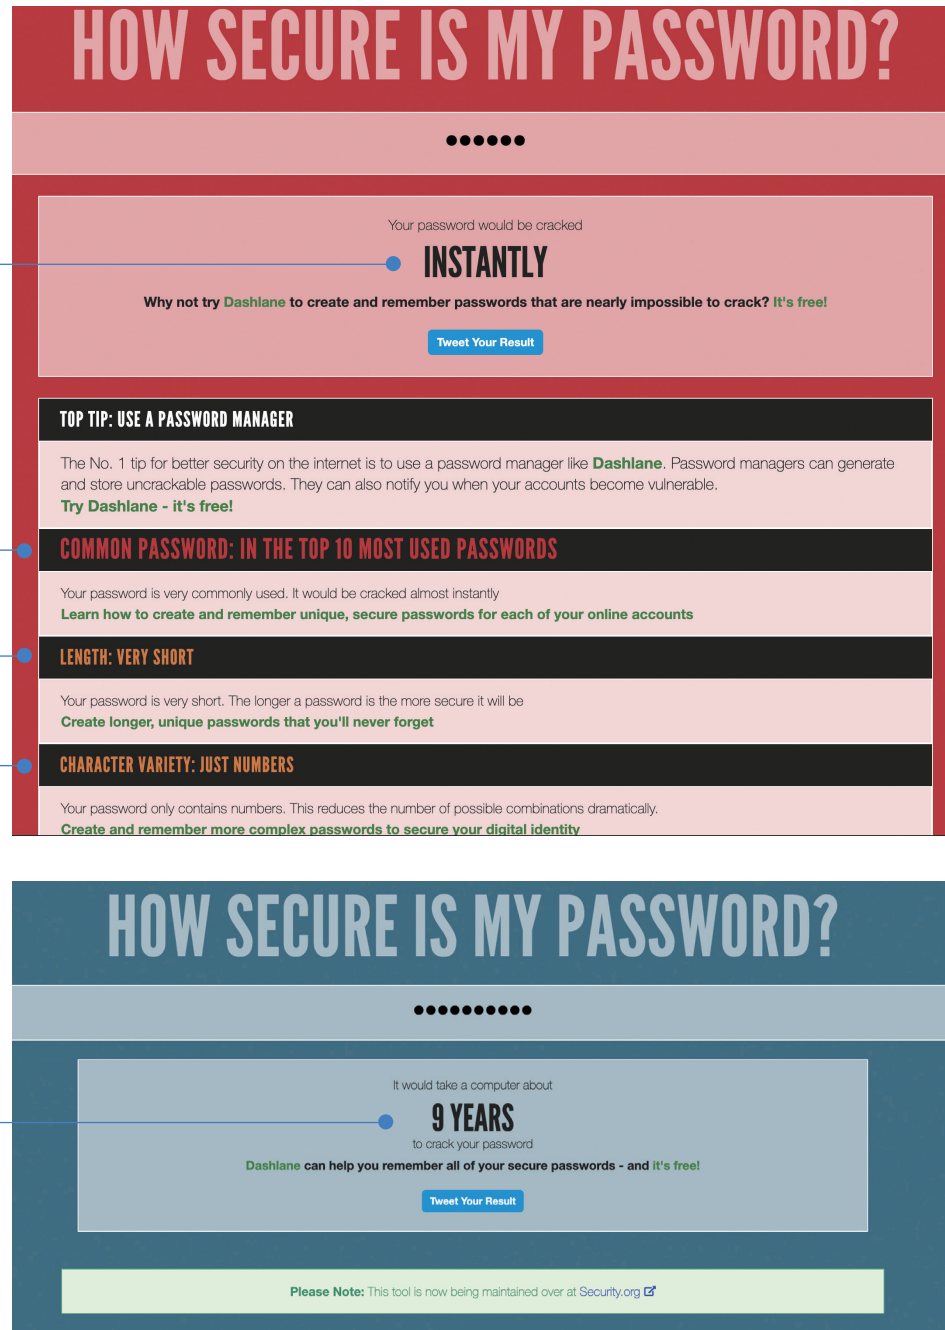 HOW SECURE IS MY PASSWORD?
••••••
Your password would be cracked
INSTANTLY
Why not try Dashlane to create and remember passwords that are nearly impossible to crack? It's free!
Tweet Your Result
TOP TIP: USE A PASSWORD MANAGER
The No. 1 tip for better security on the internet is to use a password manager like Dashlane. Password managers can generate
and store uncrackable passwords. They can also notify you when your accounts become vulnerable.
Try Dashlane - it's free!
COMMON PASSWORD: IN THE TOP 10 MOST USED PASSWORDS
Your password is very commonly used. It would be cracked almost instantly
Learn how to create and remember unique, secure passwords for each of your online accounts
LENGTH: VERY SHORT
Your password is very short. The longer a password is the more secure it will be
Create longer, unique passwords that you'll never forget
CHARACTER VARIETY: JUST NUMBERS
Your password only contains numbers. This reduces the number of possible combinations dramatically.
Create and remember more complex passwords to secure your digital identity
HOW SECURE IS MY PASSWORD?
••••••••••
It would take a computer about
9 YEARS
to crack your password
Dashlane can help you remember all of your secure passwords - and it's free!
Tweet Your Result
Please Note: This tool is now being maintained over at Security.org